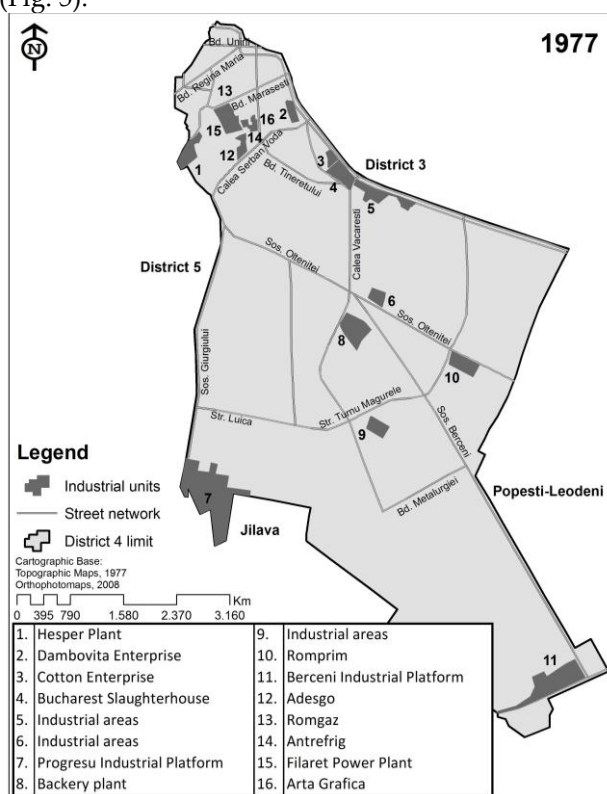 (Fig. 3).
N
1977
Bd. Unirii
Bd. Regina Maria
13
Bd. Marasesti
16
2
15
14
12
1
Calea Serban Voda
Bd. Tineretului
3
4
District 3
5
Calea Vacaresti
District 5
Sos. Oltenitei
6
Sos. Oltenitei
8
10
Sos. Giurgiului
Str. Turnu Magurele
Str. Luica
9
Sos. Berceni
Bd. Metalurgiei
Popesti-Leodeni
Legend
Industrial units
Street network
District 4 limit
7
Jilava
Cartographic Base:
Topographic Maps, 1977
Orthophotomaps, 2008
Km
0 395 790 1.580 2.370 3.160
11
1. Hesper Plant
2. Dambovita Enterprise
3. Cotton Enterprise
4. Bucharest Slaughterhouse
5. Industrial areas
6. Industrial areas
7. Progresu Industrial Platform
8. Backery plant
9. Industrial areas
10. Romprim
11. Berceni Industrial Platform
12. Adesgo
13. Romgaz
14. Antrefrig
15. Filaret Power Plant
16. Arta Grafica